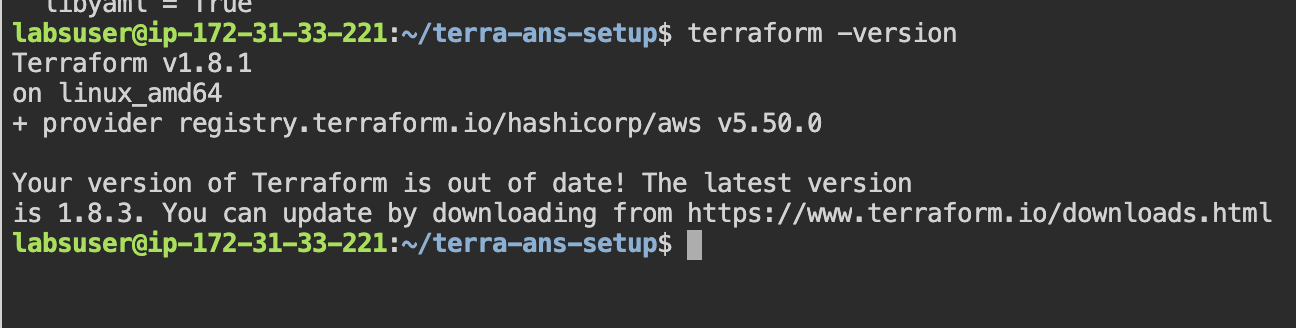 libyaml = True
labsuser@ip-172-31-33-221:~/terra-ans-setup$ terraform -version
Terraform v1.8.1
on linux_amd64
+ provider registry.terraform.io/hashicorp/aws v5.50.0
Your version of Terraform is out of date! The latest version
is 1.8.3. You can update by downloading from https://www.terraform.io/downloads.html
labsuser@ip-172-31-33-221:~/terra-ans-setup$